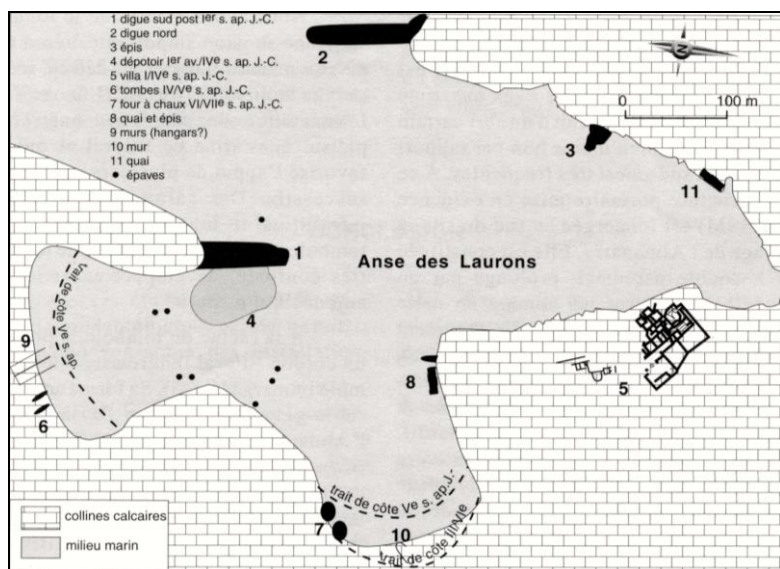 1 digue sud post Ier s. ap. J.-C.
2 digue nord
3 épis
4 dépotoir Ier av./IVe s. ap. J.-C.
5 villa I/IVe s. ap. J.-C.
6 tombes IV/Ve s. ap. J.-C.
7 four à chaux VI/VIIe s. ap. J.-C.
8 quai et épis
9 murs (hangars?)
10 mur
11 quai
• épaves
2
N
0 100 m
3
11
1
Anse des Laurons
trait de côte Ve s. ap.
4
9
8
5
6
trait de côte Ve s. ap. J.-
7
10
trait de côte III/VIe
collines calcaires
milieu marin